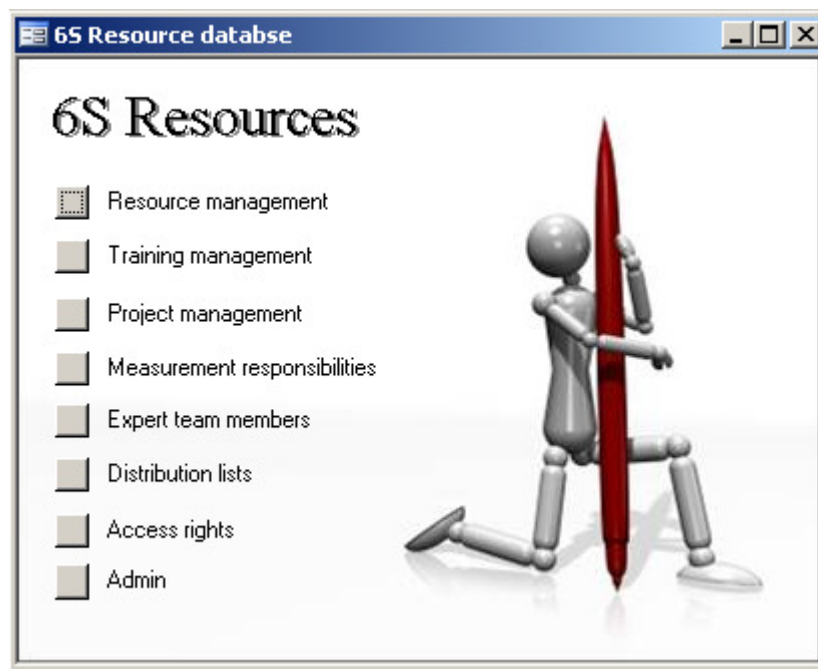 6S Resource databse
6S Resources
Resource management
Training management
Project management
Measurement responsibilities
Expert team members
Distribution lists
Access rights
Admin